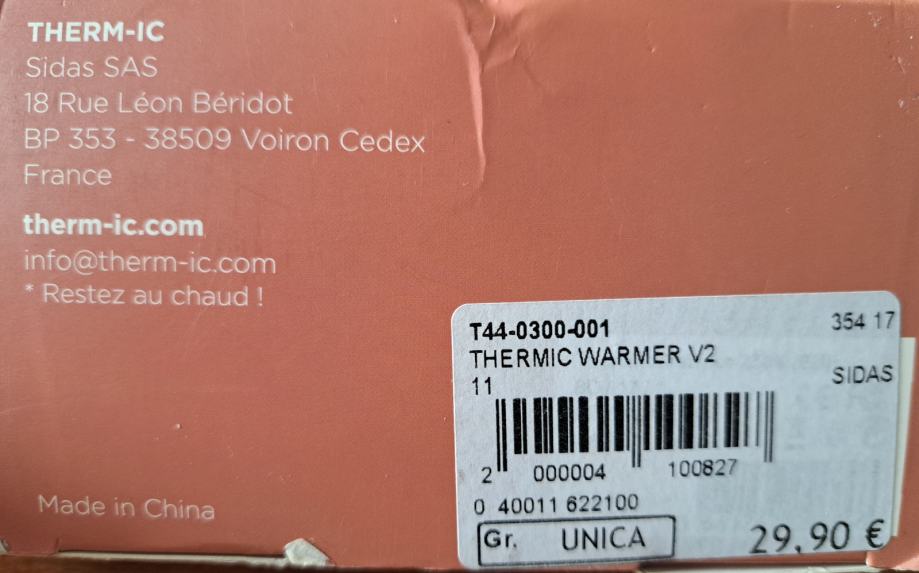 THERM-IC
Sidas SAS
18 Rue Léon Béridot
BP 353 - 38509 Voiron Cedex
France
therm-ic.com
info@therm-ic.com
* Restez au chaud !
Made in China
T44-0300-001 354 17
THERMIC WARMER V2
11 SIDAS
2 000004 100827
0 40011 622100
Gr. UNICA 29,90 €